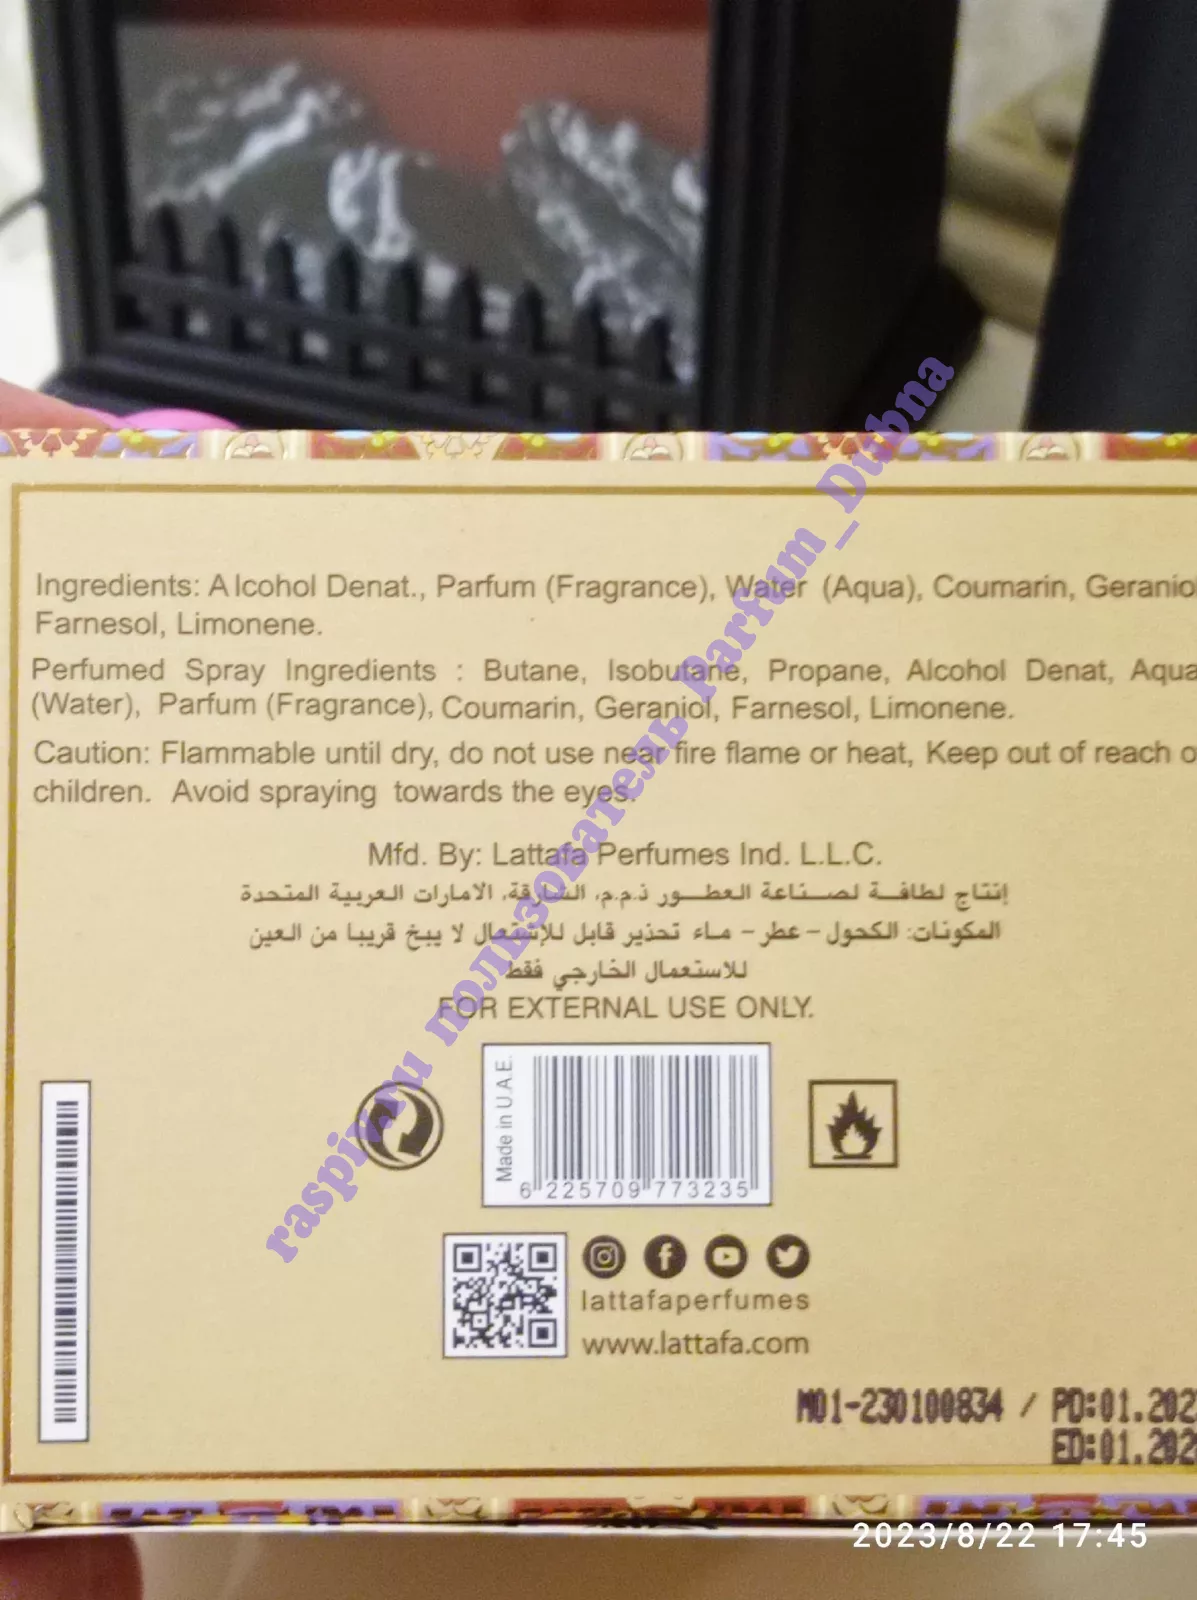 Ingredients: Alcohol Denat., Parfum (Fragrance), Water (Aqua), Coumarin, Geranio
Farnesol, Limonene.
Perfumed Spray Ingredients : Butane, Isobutane, Propane, Alcohol Denat, Aqua
(Water), Parfum (Fragrance), Coumarin, Geraniol, Farnesol, Limonene.
Caution: Flammable until dry, do not use near fire flame or heat, Keep out of reach o
children. Avoid spraying towards the eyes.
Mfd. By: Lattafa Perfumes Ind. L.L.C.
إنتاج لطافة لصناعة العطور ذ.م.م، الشارقة، الامارات العربية المتحدة
المكونات: الكحول - عطر - ماء تحذير قابل للإشتعال لا يبخ قريبا من العين
للاستعمال الخارجي فقط
FOR EXTERNAL USE ONLY.
Made in U.A.E.
6 225709 773235
lattafaperfumes
www.lattafa.com
M01-230100834 / PD:01.202
ED:01.202
raspiv.ru пользователь Parfum_Dubna
2023/8/22 17:45